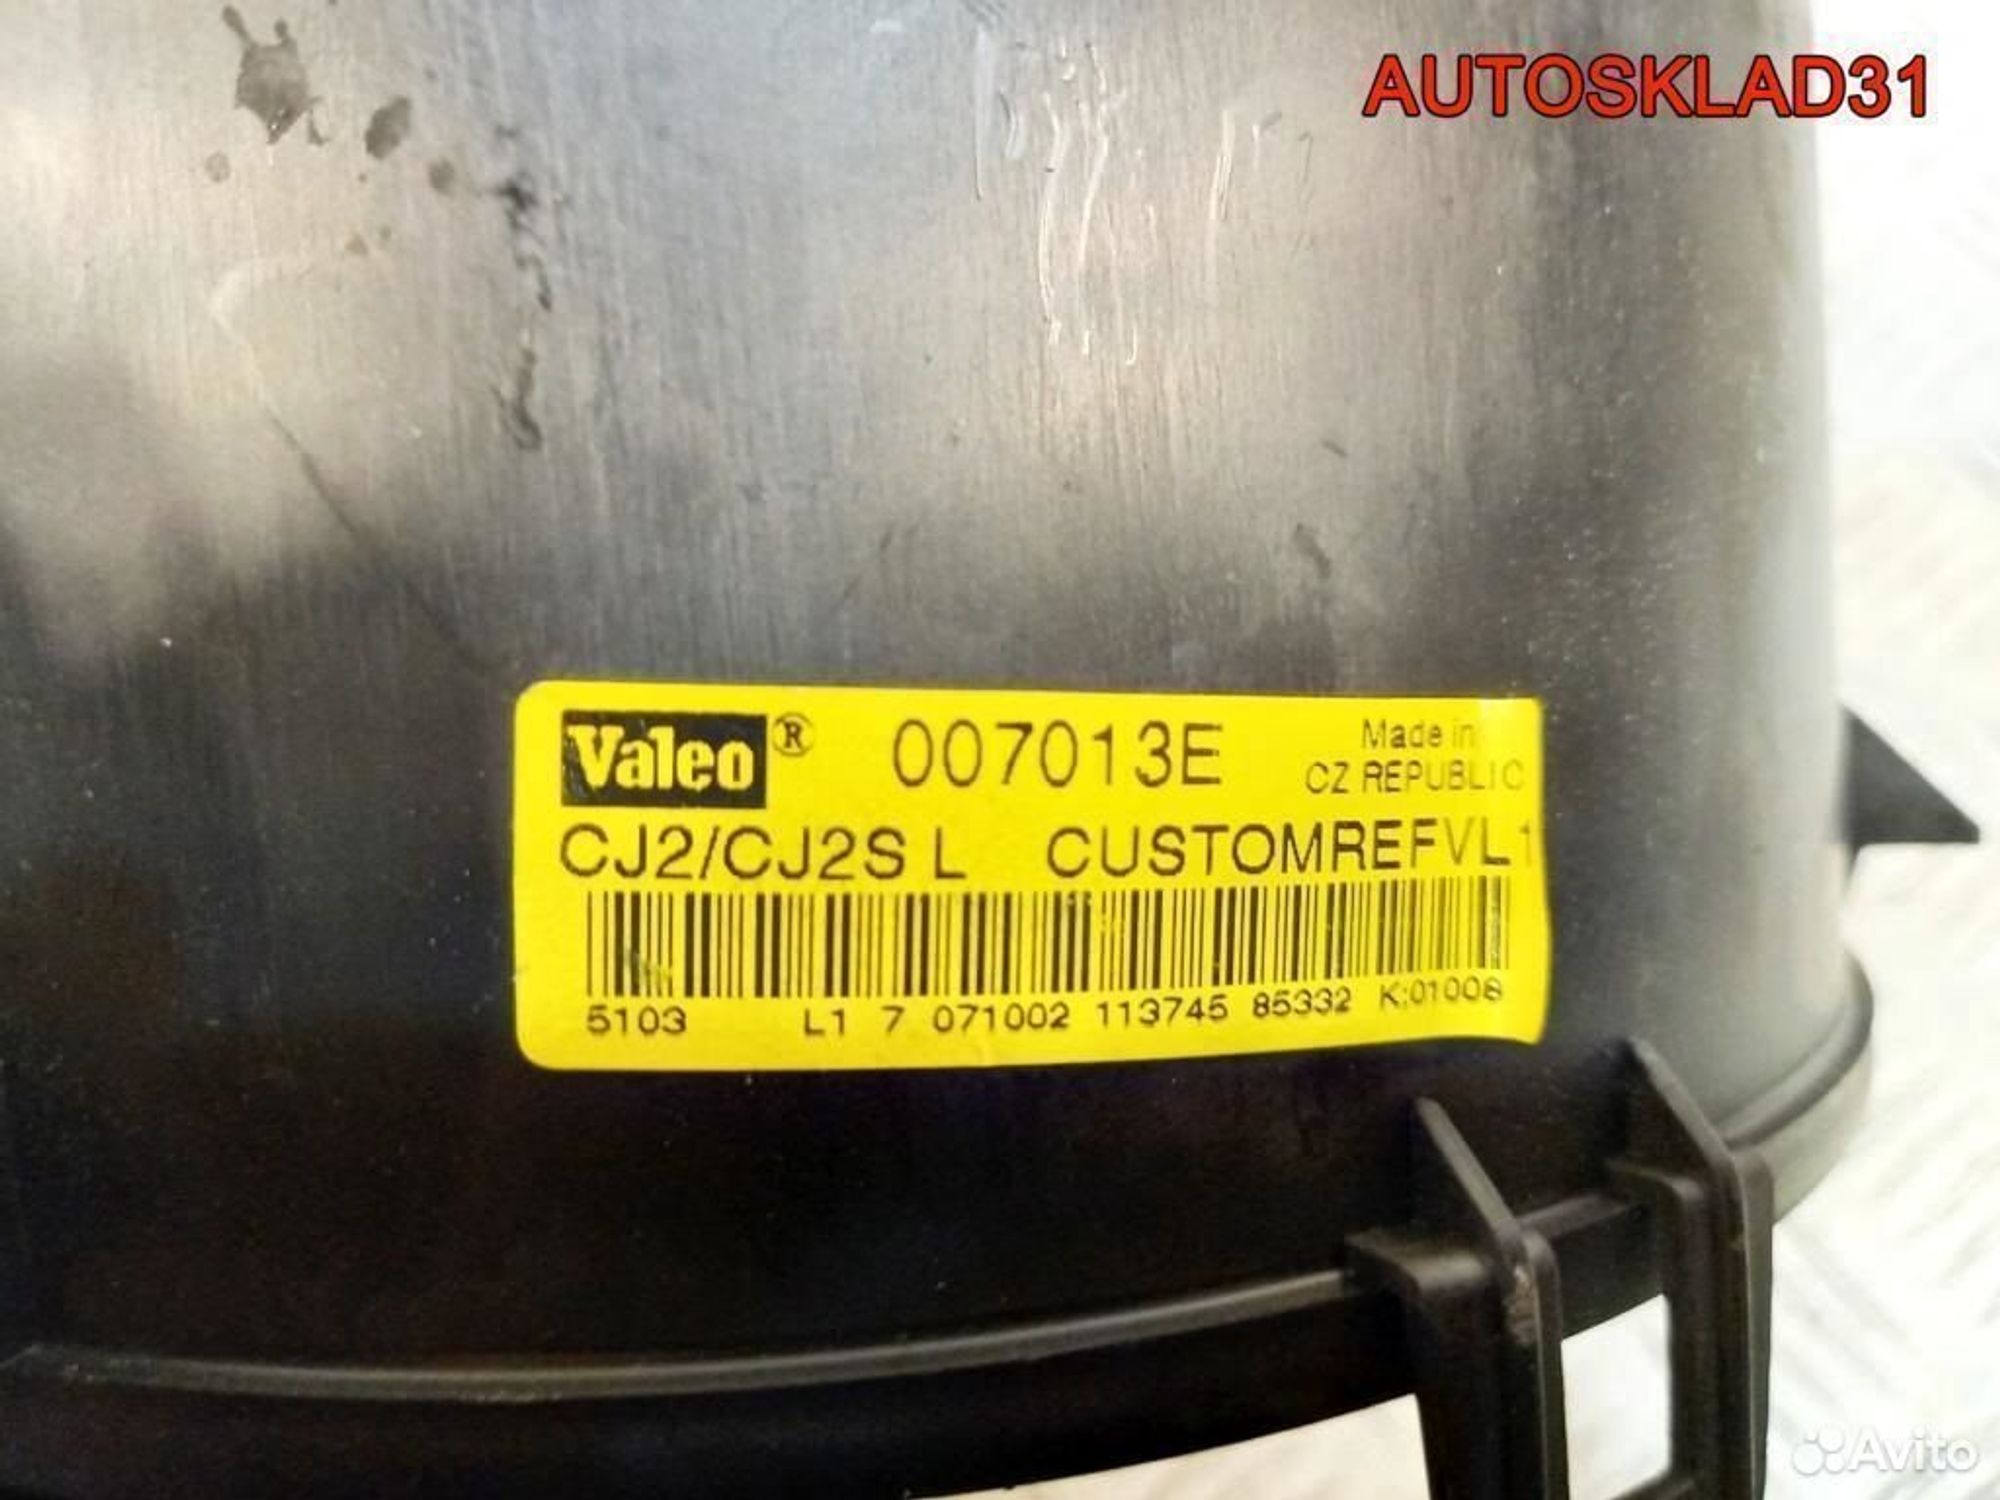 AUTOSKLAD31
Valeo® 007013E Made in
CZ REPUBLIC
CJ2/CJ2S L CUSTOMREFVL1
5103 L1 7 071002 113745 85332 K:01008
Avito